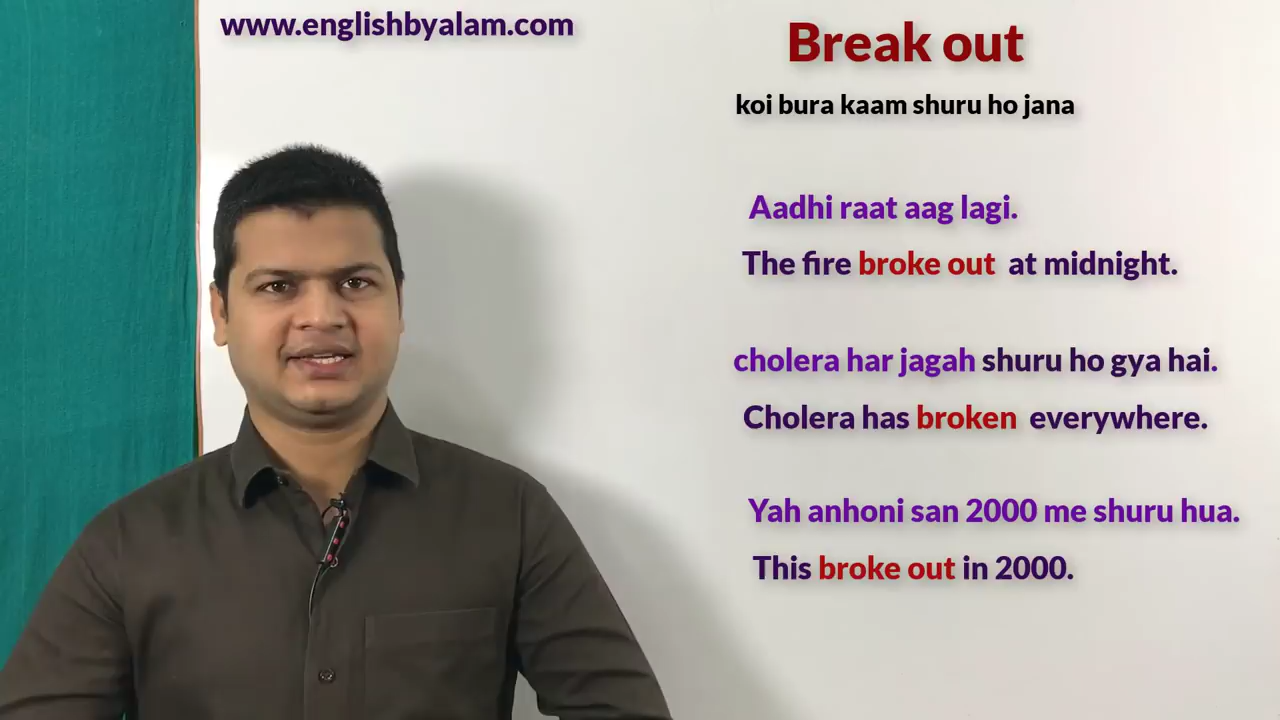 www.englishbyalam.com
Break out
koi bura kaam shuru ho jana
Aadhi raat aag lagi.
The fire broke out at midnight.
cholera har jagah shuru ho gya hai.
Cholera has broken everywhere.
Yah anhoni san 2000 me shuru hua.
This broke out in 2000.